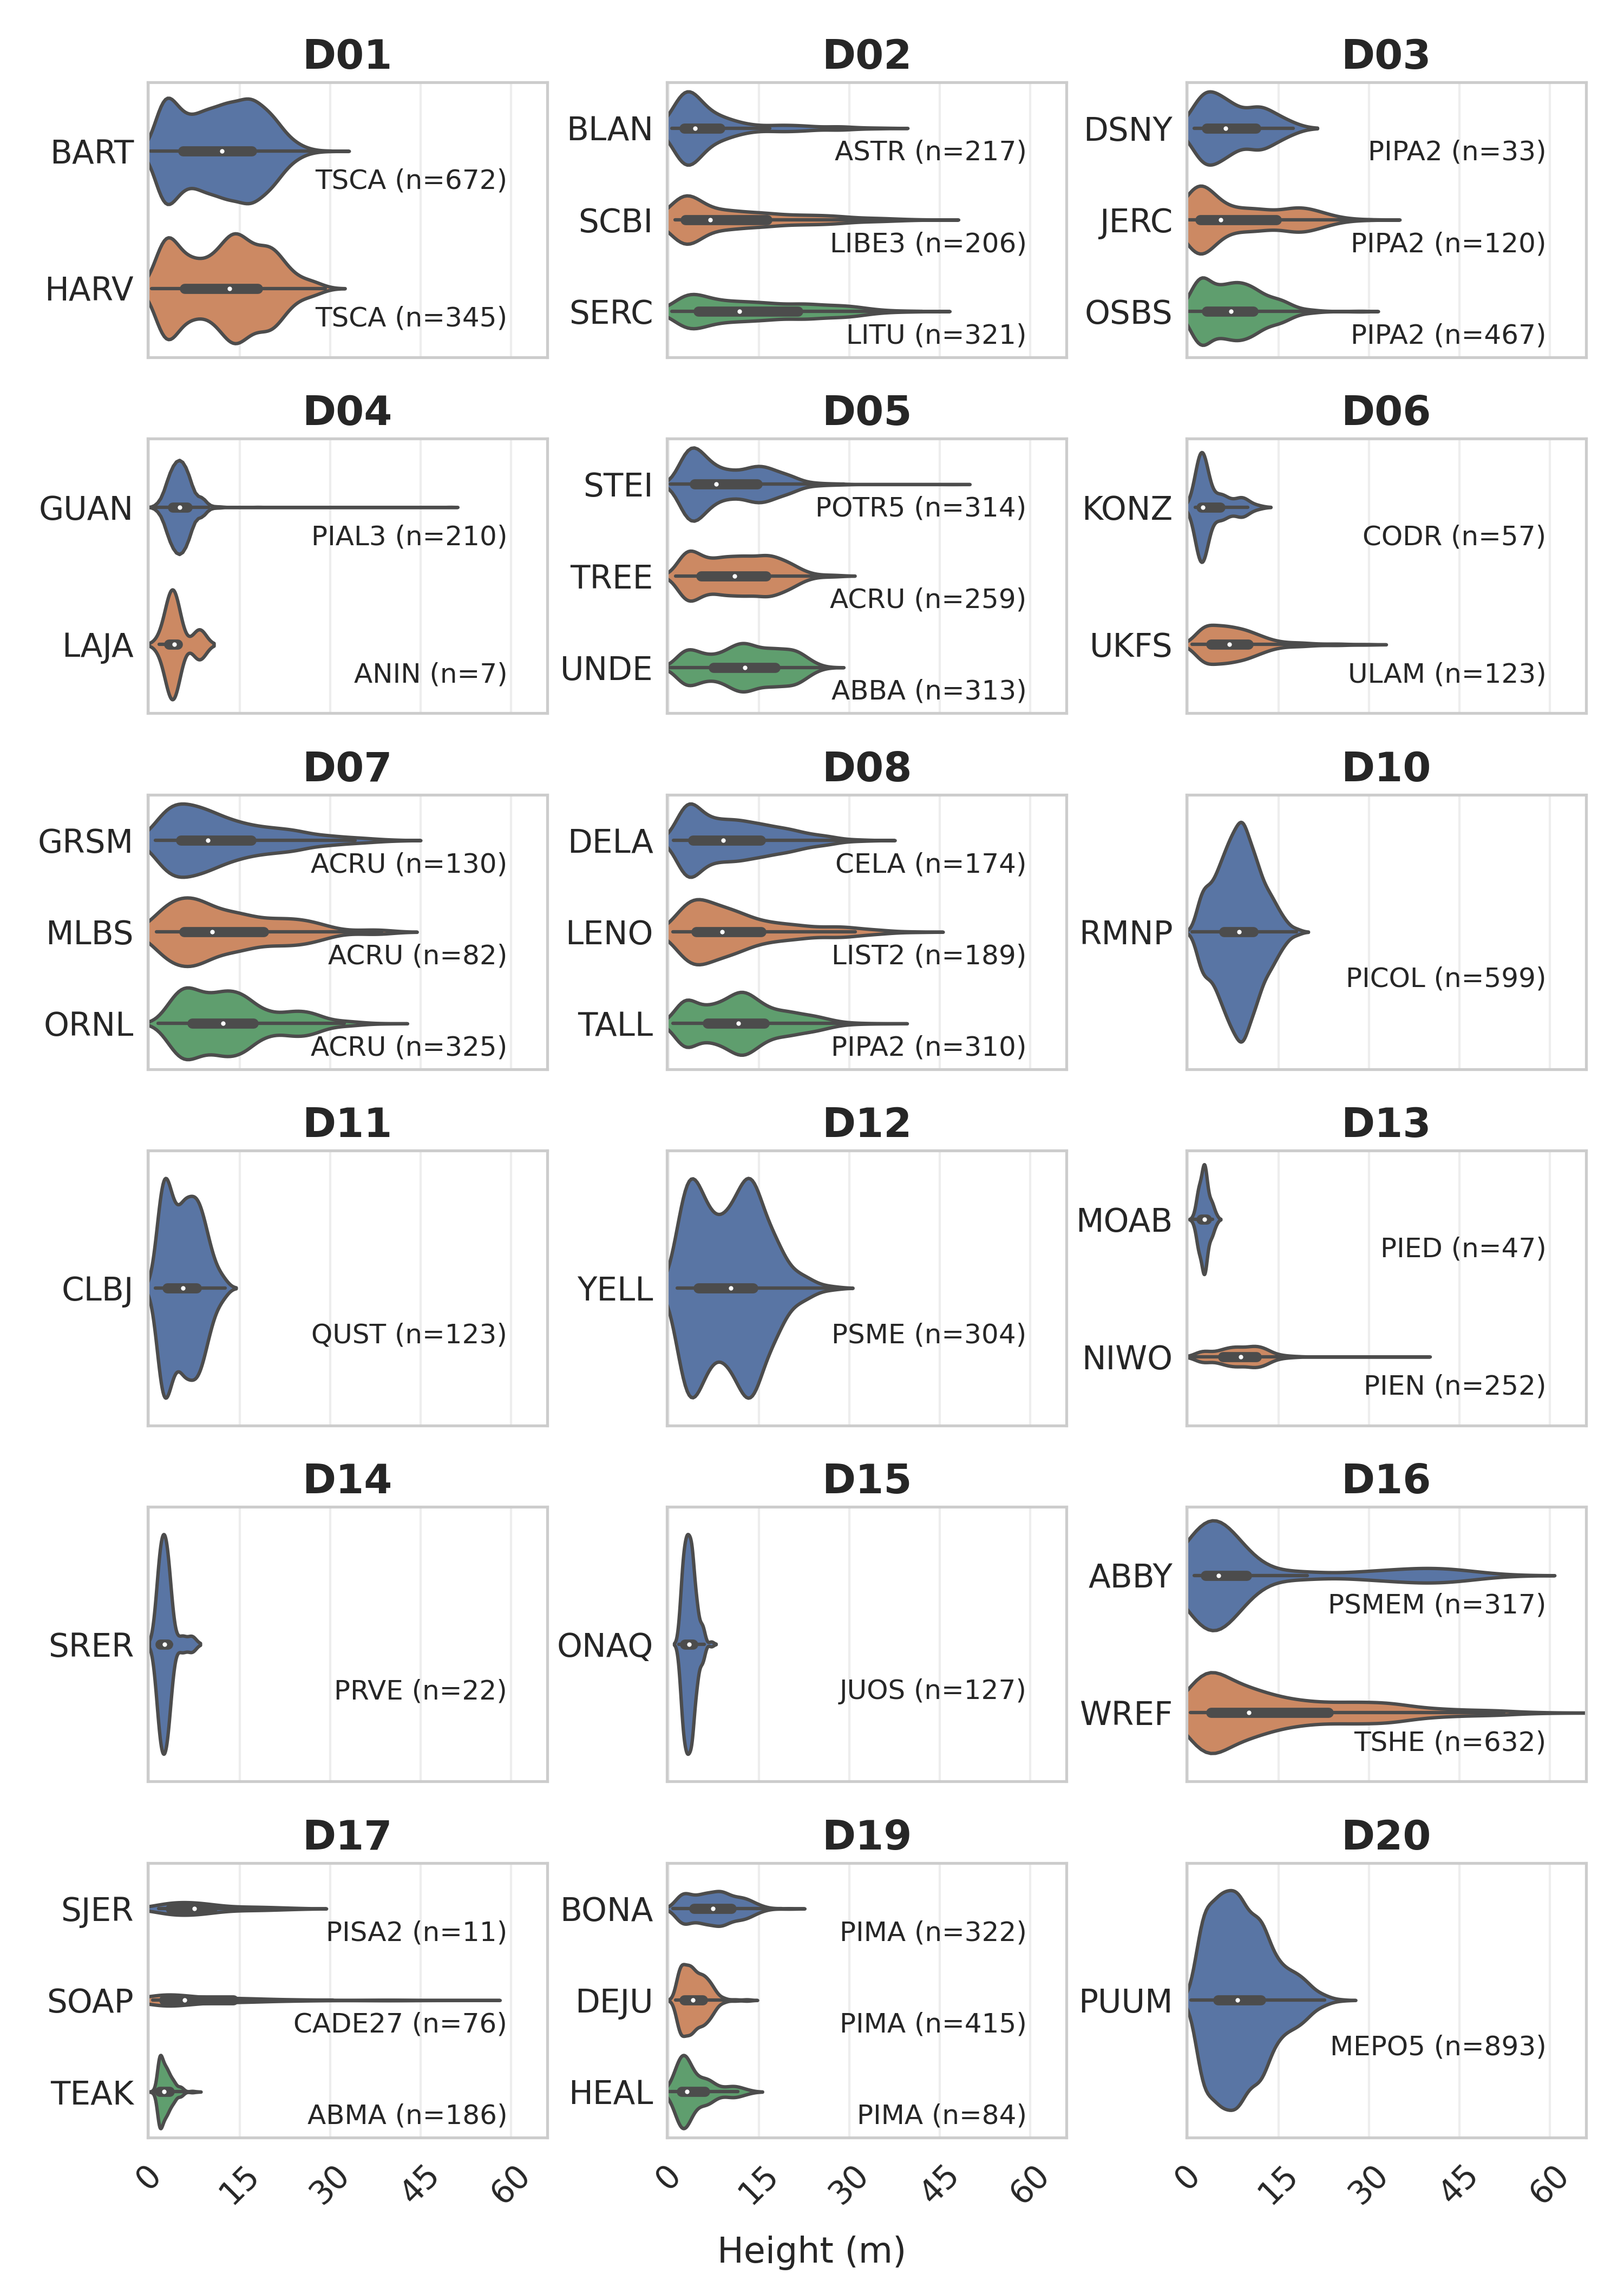 D01 D02 D03
BART TSCA (n=672)
HARV TSCA (n=345)
BLAN ASTR (n=217)
SCBI LIBE3 (n=206)
SERC LITU (n=321)
DSNY PIPA2 (n=33)
JERC PIPA2 (n=120)
OSBS PIPA2 (n=467)
D04 D05 D06
GUAN PIAL3 (n=210)
LAJA ANIN (n=7)
STEI POTR5 (n=314)
TREE ACRU (n=259)
UNDE ABBA (n=313)
KONZ CODR (n=57)
UKFS ULAM (n=123)
D07 D08 D10
GRSM ACRU (n=130)
MLBS ACRU (n=82)
ORNL ACRU (n=325)
DELA CELA (n=174)
LENO LIST2 (n=189)
TALL PIPA2 (n=310)
RMNP PICOL (n=599)
D11 D12 D13
CLBJ QUST (n=123)
YELL PSME (n=304)
MOAB PIED (n=47)
NIWO PIEN (n=252)
D14 D15 D16
SRER PRVE (n=22)
ONAQ JUOS (n=127)
ABBY PSMEM (n=317)
WREF TSHE (n=632)
D17 D19 D20
SJER PISA2 (n=11)
SOAP CADE27 (n=76)
TEAK ABMA (n=186)
BONA PIMA (n=322)
DEJU PIMA (n=415)
HEAL PIMA (n=84)
PUUM MEPO5 (n=893)
0 15 30 45 60 0 15 30 45 60 0 15 30 45 60
Height (m)